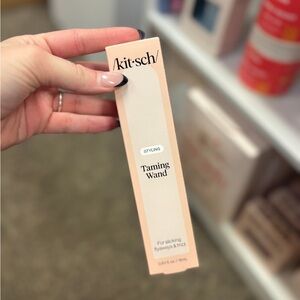 /kit·sch/
STYLING
Taming
Wand
For slicking
flyaways & frizz